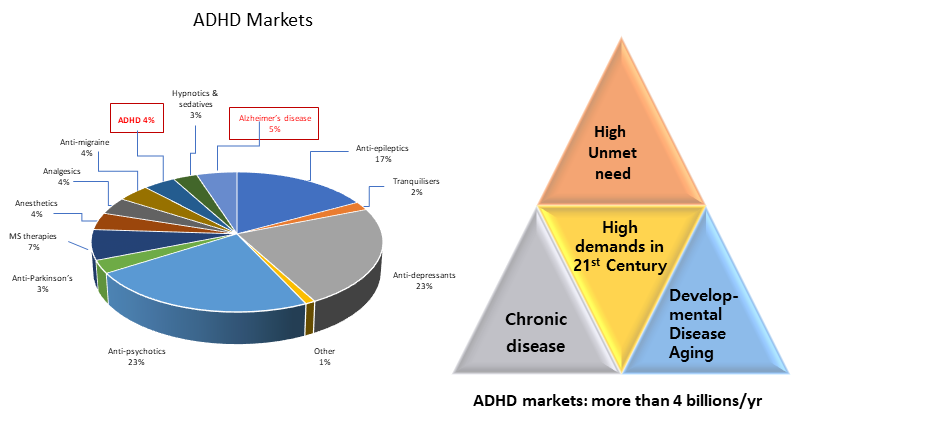 ADHD Markets
Hypnotics &
sedatives
3%
ADHD 4%
Alzheimer's disease
5%
Anti-migraine
4%
Anti-epileptics
17%
Analgesics
4%
Tranquilisers
2%
Anesthetics
4%
MS therapies
7%
Anti-Parkinson's
3%
Anti-depressants
23%
Anti-psychotics
23%
Other
1%
High
Unmet
need
High
demands in
21st Century
Chronic
disease
Develop-
mental
Disease
Aging
ADHD markets: more than 4 billions/yr